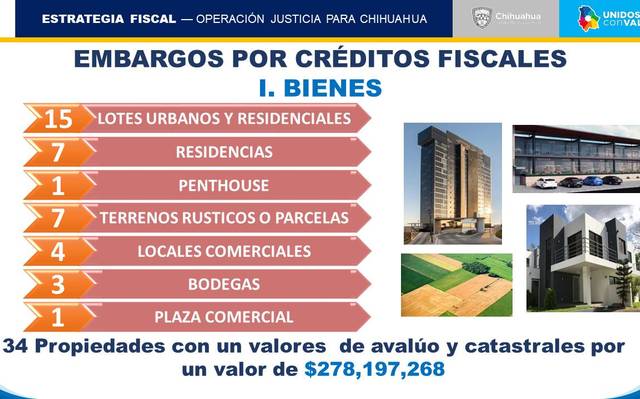 ESTRATEGIA FISCAL — OPERACIÓN JUSTICIA PARA CHIHUAHUA
Chihuahua
UNIDOS
conVAL
EMBARGOS POR CRÉDITOS FISCALES
I. BIENES
15 LOTES URBANOS Y RESIDENCIALES
7 RESIDENCIAS
1 PENTHOUSE
7 TERRENOS RUSTICOS O PARCELAS
4 LOCALES COMERCIALES
3 BODEGAS
1 PLAZA COMERCIAL
34 Propiedades con un valores de avalúo y catastrales por
un valor de $278,197,268